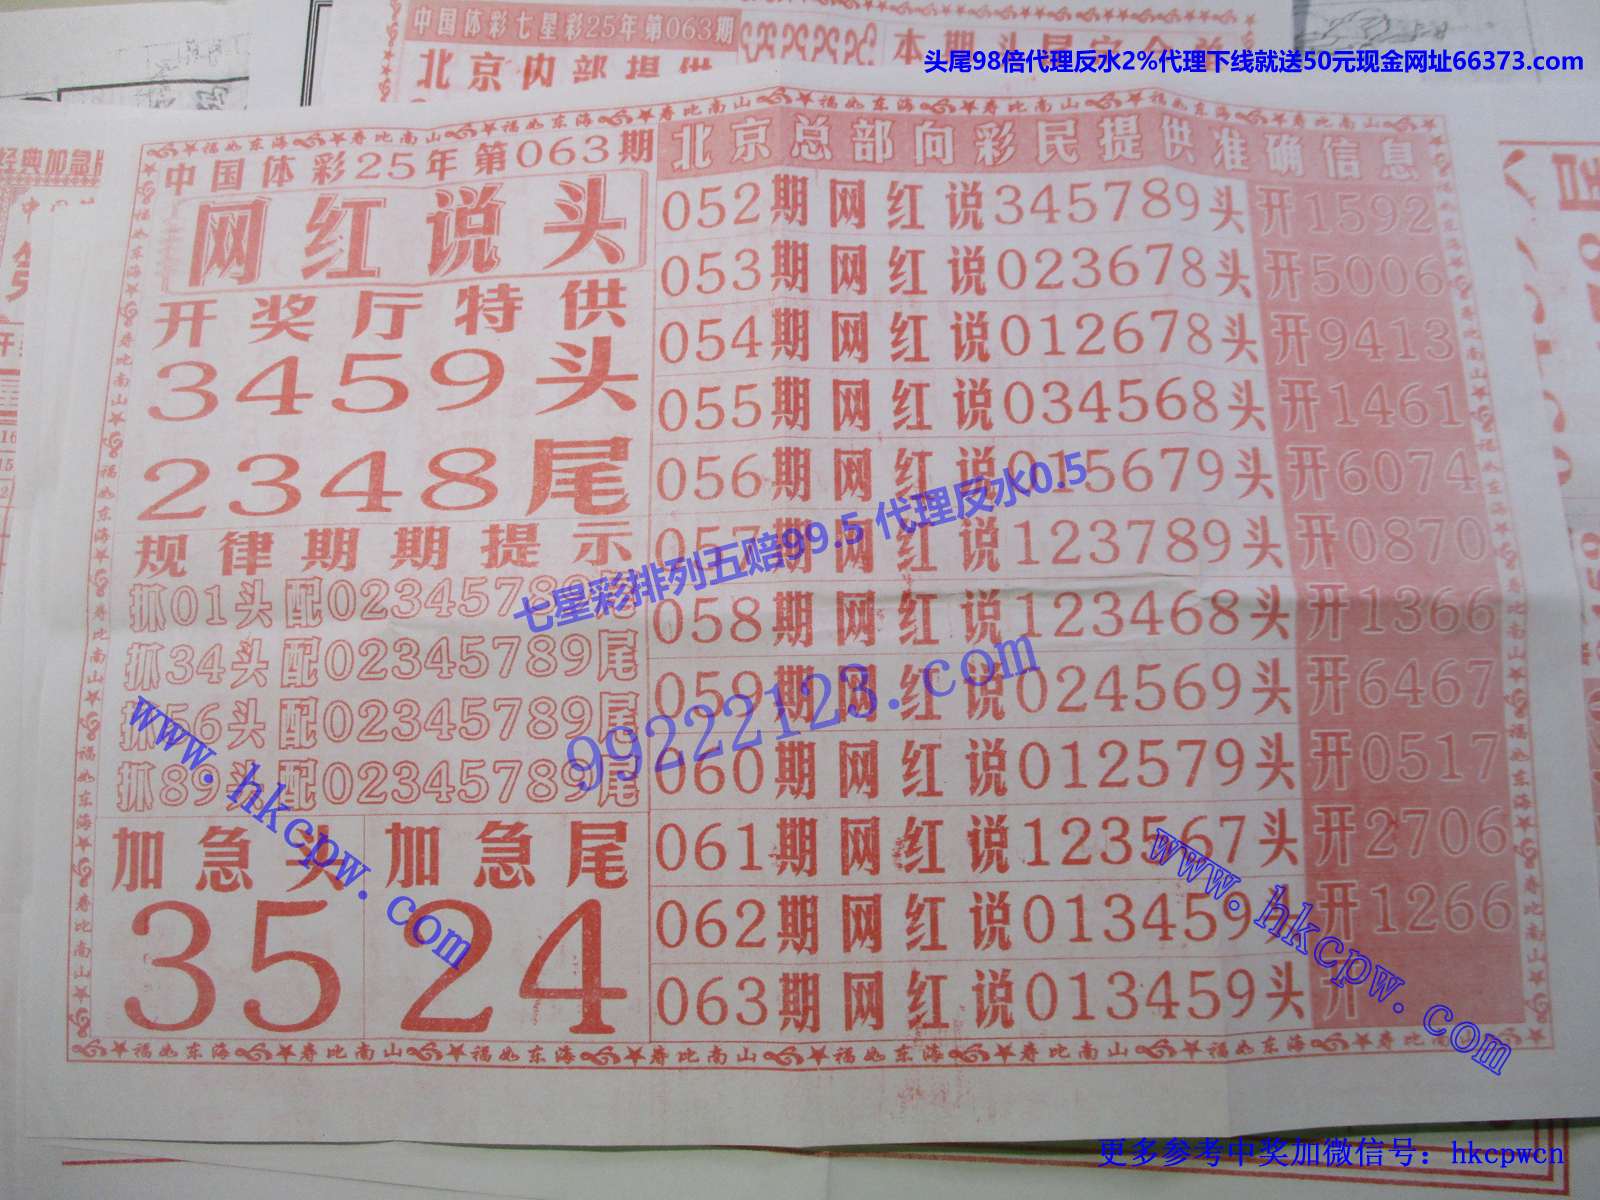 中国体彩七星彩25年第063期
头尾98倍代理反水2%代理下线就送50元现金网址66373.com
北京内部提供
经典加急
中国体彩25年第063期
网红说头
开奖厅特供
3459头
2348尾
规律期期提示
抓01头配02345789尾
抓34头配02345789尾
抓56头配02345789尾
抓89头配02345789尾
加急头 加急尾
35 24
北京总部向彩民提供准确信息
052期网红说345789头开1592
053期网红说023678头开5006
054期网红说012678头开9413
055期网红说034568头开1461
056期网红说015679头开6074
057期网红说123789头开0870
058期网红说123468头开1366
059期网红说024569头开6467
060期网红说012579头开0517
061期网红说123567头开2706
062期网红说013459头开1266
063期网红说013459头开
福如东海 寿比南山 福如东海 寿比南山 福如东海 寿比南山
七星彩排列五赔99.5 代理反水0.5
99222123.com
www.hkcpw.com
www.hkcpw.com
更多参考中奖加微信号：hkcpwcn